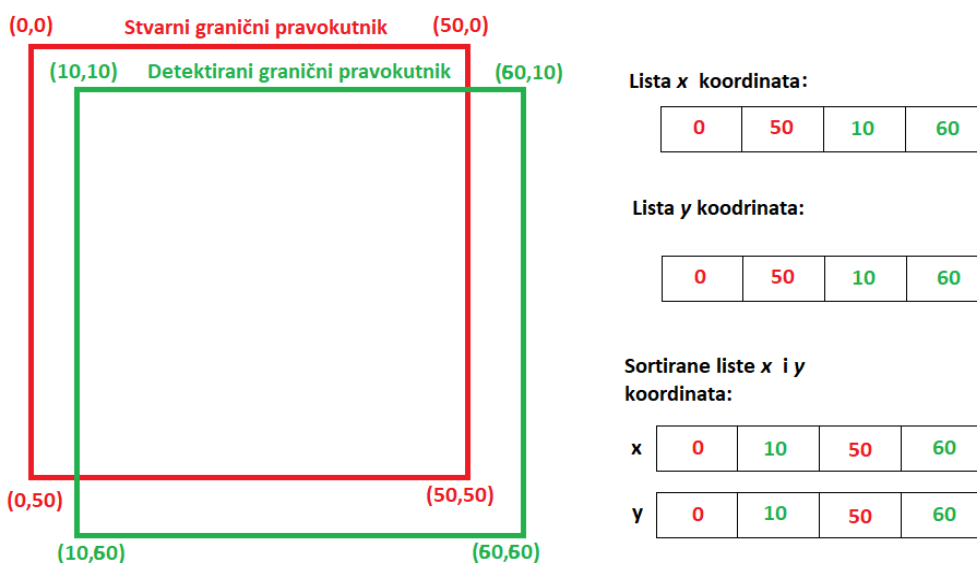 (0,0) Stvarni granični pravokutnik (50,0)
(10,10) Detektirani granični pravokutnik (60,10)
(0,50) (50,50)
(10,60) (60,60)
Lista x koordinata:
0 50 10 60
Lista y koodrinata:
0 50 10 60
Sortirane liste x i y
koordinata:
x 0 10 50 60
y 0 10 50 60